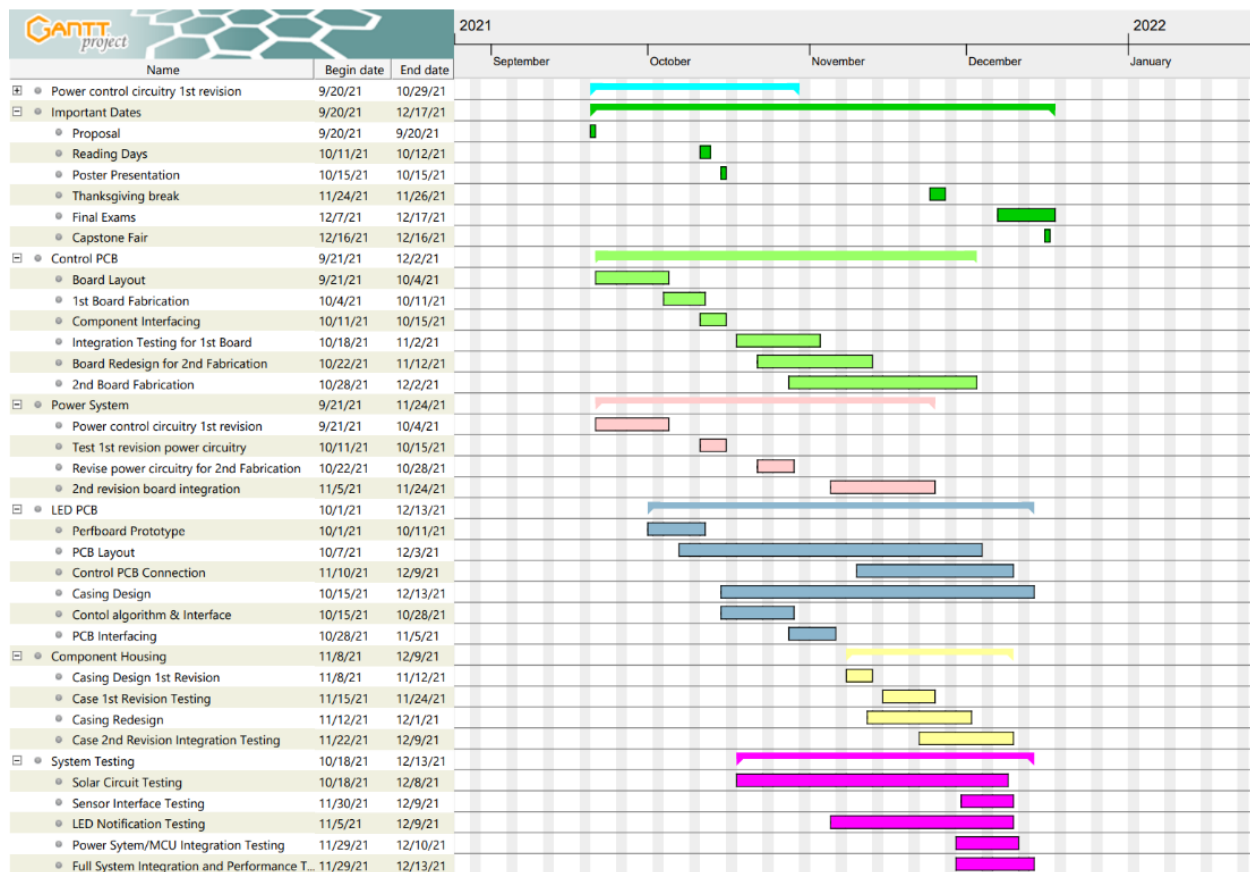 GANTT project
2021 2022
Name Begin date End date September October November December January
Power control circuitry 1st revision 9/20/21 10/29/21
Important Dates 9/20/21 12/17/21
Proposal 9/20/21 9/20/21
Reading Days 10/11/21 10/12/21
Poster Presentation 10/15/21 10/15/21
Thanksgiving break 11/24/21 11/26/21
Final Exams 12/7/21 12/17/21
Capstone Fair 12/16/21 12/16/21
Control PCB 9/21/21 12/2/21
Board Layout 9/21/21 10/4/21
1st Board Fabrication 10/4/21 10/11/21
Component Interfacing 10/11/21 10/15/21
Integration Testing for 1st Board 10/18/21 11/2/21
Board Redesign for 2nd Fabrication 10/22/21 11/12/21
2nd Board Fabrication 10/28/21 12/2/21
Power System 9/21/21 11/24/21
Power control circuitry 1st revision 9/21/21 10/4/21
Test 1st revision power circuitry 10/11/21 10/15/21
Revise power circuitry for 2nd Fabrication 10/22/21 10/28/21
2nd revision board integration 11/5/21 11/24/21
LED PCB 10/1/21 12/13/21
Perfboard Prototype 10/1/21 10/11/21
PCB Layout 10/7/21 12/3/21
Control PCB Connection 11/10/21 12/9/21
Casing Design 10/15/21 12/13/21
Contol algorithm & Interface 10/15/21 10/28/21
PCB Interfacing 10/28/21 11/5/21
Component Housing 11/8/21 12/9/21
Casing Design 1st Revision 11/8/21 11/12/21
Case 1st Revision Testing 11/15/21 11/24/21
Casing Redesign 11/12/21 12/1/21
Case 2nd Revision Integration Testing 11/22/21 12/9/21
System Testing 10/18/21 12/13/21
Solar Circuit Testing 10/18/21 12/8/21
Sensor Interface Testing 11/30/21 12/9/21
LED Notification Testing 11/5/21 12/9/21
Power Sytem/MCU Integration Testing 11/29/21 12/10/21
Full System Integration and Performance T... 11/29/21 12/13/21